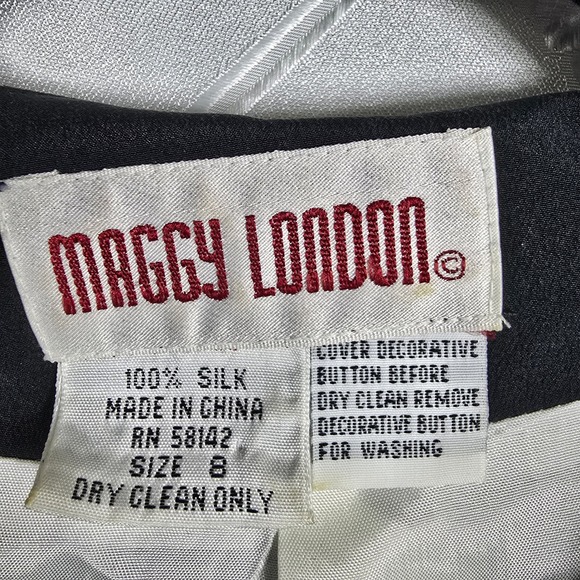 MAGGY LONDON ©
100% SILK
MADE IN CHINA
RN 58142
SIZE 8
DRY CLEAN ONLY
COVER DECORATIVE
BUTTON BEFORE
DRY CLEAN REMOVE
DECORATIVE BUTTON
FOR WASHING